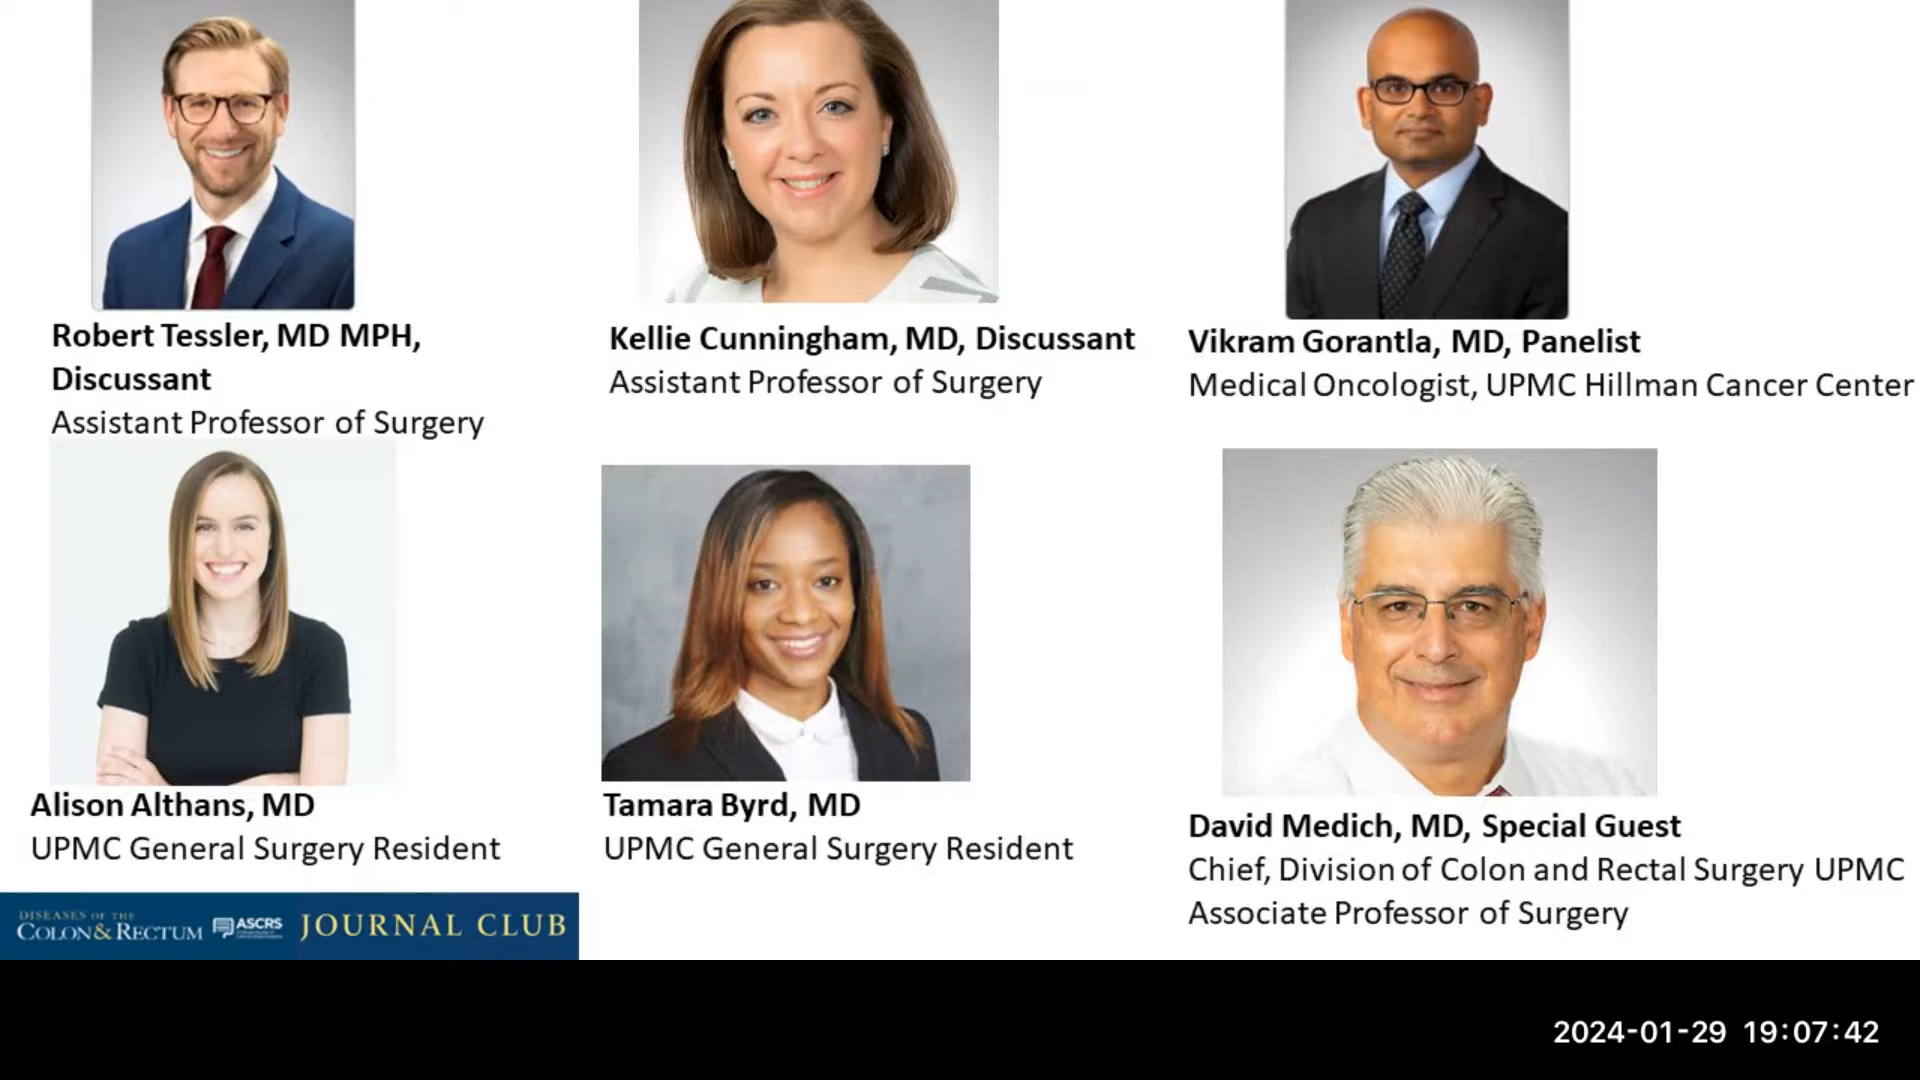 Robert Tessler, MD MPH,
Discussant
Assistant Professor of Surgery
Kellie Cunningham, MD, Discussant
Assistant Professor of Surgery
Vikram Gorantla, MD, Panelist
Medical Oncologist, UPMC Hillman Cancer Center
Alison Althans, MD
UPMC General Surgery Resident
Tamara Byrd, MD
UPMC General Surgery Resident
David Medich, MD, Special Guest
Chief, Division of Colon and Rectal Surgery UPMC
Associate Professor of Surgery
DISEASES OF THE
COLON & RECTUM
ASCRS
JOURNAL CLUB
2024-01-29 19:07:42